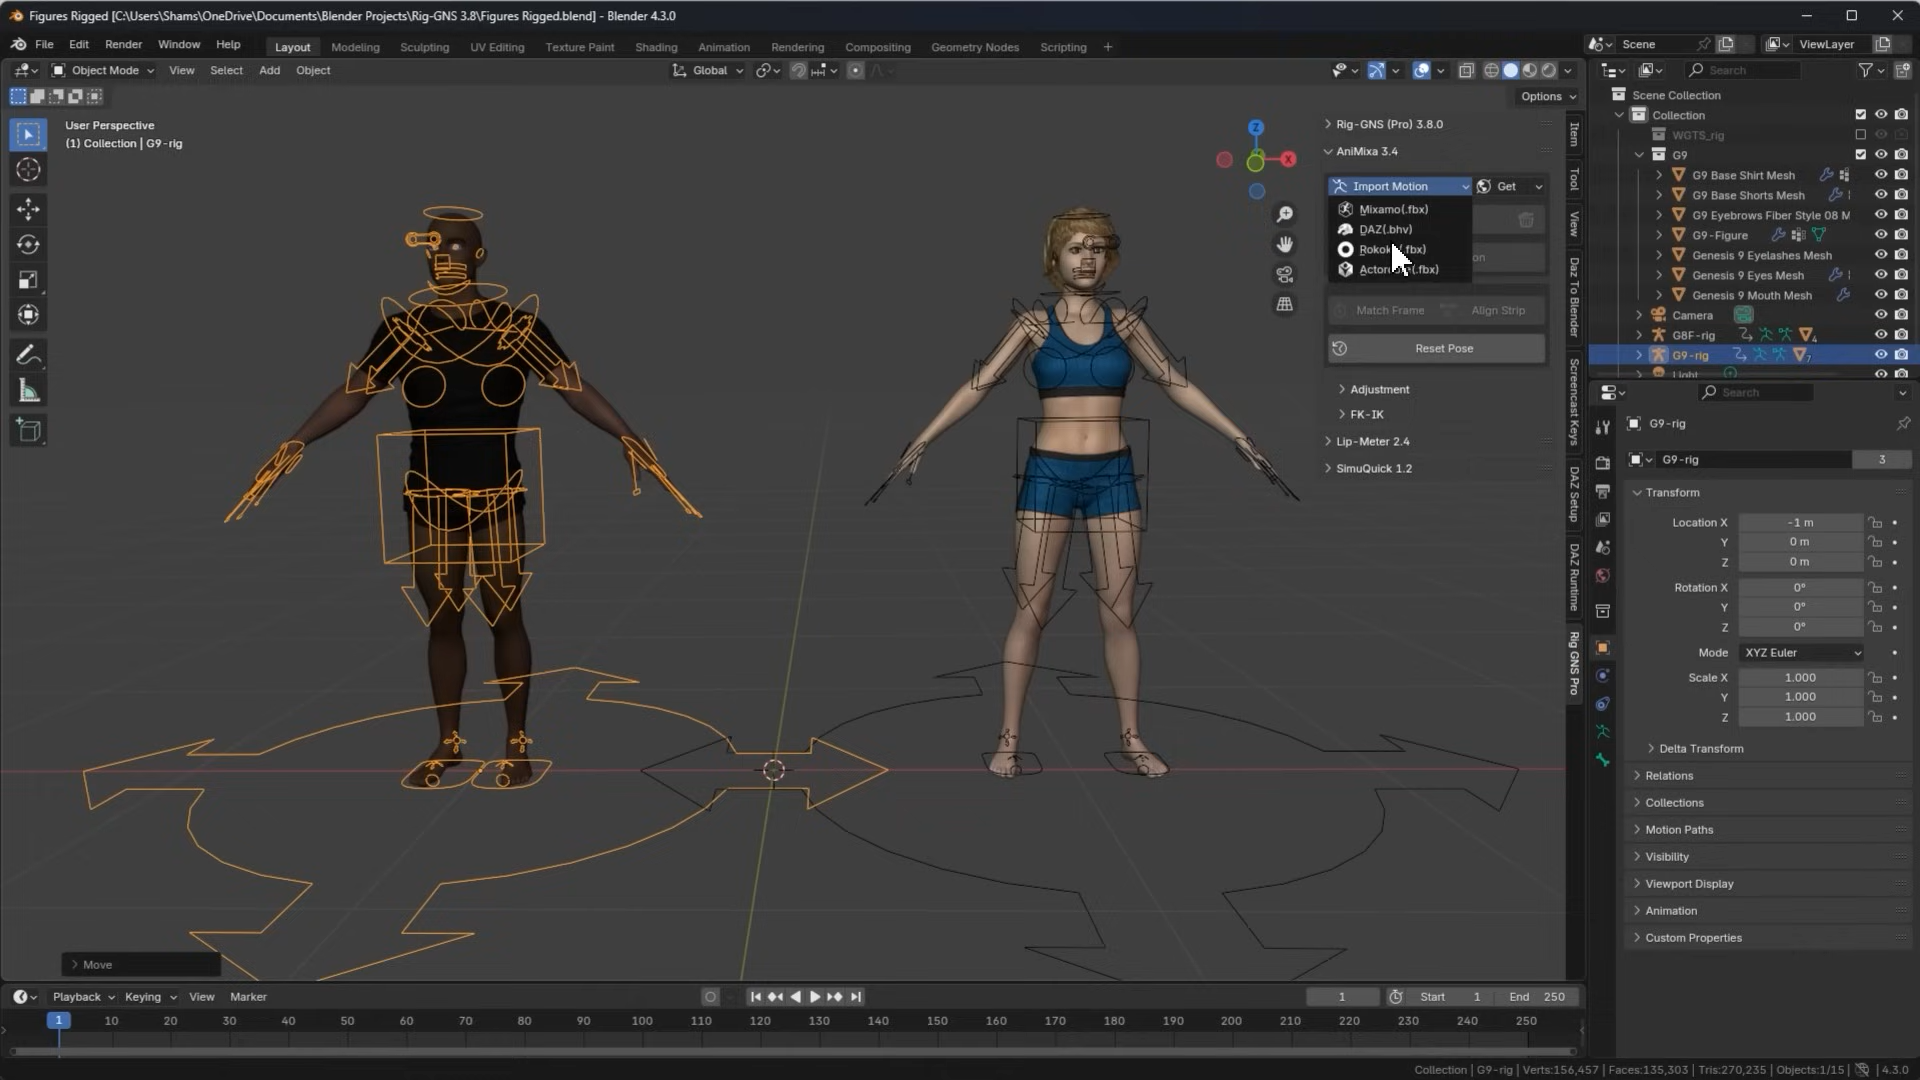 Figures Rigged [C:\Users\Shams\OneDrive\Documents\Blender Projects\Rig-GNS 3.8\Figures Rigged.blend] - Blender 4.3.0
File Edit Render Window Help Layout Modeling Sculpting UV Editing Texture Paint Shading Animation Rendering Compositing Geometry Nodes Scripting + Scene ViewLayer
Object Mode View Select Add Object Global Search
Options
User Perspective
(1) Collection | G9-rig
Z
X
Rig-GNS (Pro) 3.8.0
AniMixa 3.4
Import Motion Get
Mixamo(.fbx)
DAZ(.bhv)
(.fbx)
(.fbx)
Match Frame Align Strip
Reset Pose
Adjustment
FK-IK
Lip-Meter 2.4
SimuQuick 1.2
Item
Tool
View
Daz To Blender
Screencast Keys
DAZ Setup
DAZ Runtime
Rig GNS Pro
Scene Collection
Collection
WGTS_rig
G9
G9 Base Shirt Mesh
G9 Base Shorts Mesh
G9 Eyebrows Fiber Style 08 M
G9-Figure
Genesis 9 Eyelashes Mesh
Genesis 9 Eyes Mesh
Genesis 9 Mouth Mesh
Camera
G8F-rig 4
G9-rig 7
Light
Search
G9-rig
G9-rig 3
Transform
Location X -1 m
Y 0 m
Z 0 m
Rotation X 0°
Y 0°
Z 0°
Mode XYZ Euler
Scale X 1.000
Y 1.000
Z 1.000
Delta Transform
Relations
Collections
Motion Paths
Visibility
Viewport Display
Animation
Custom Properties
Move
Playback Keying View Marker 1 Start 1 End 250
1 10 20 30 40 50 60 70 80 90 100 110 120 130 140 150 160 170 180 190 200 210 220 230 240 250
Collection | G9-rig | Verts:156,457 | Faces:135,303 | Tris:270,235 | Objects:1/15 | 4.3.0